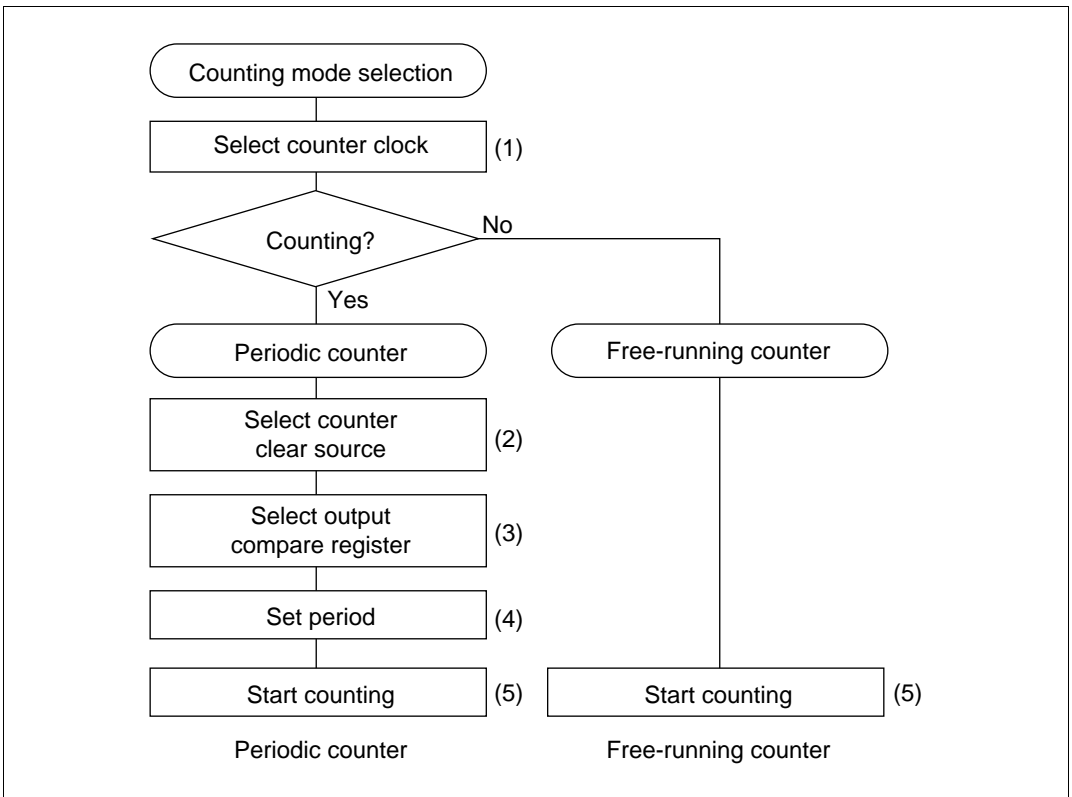 Counting mode selection
Select counter clock
(1)
Counting?
No
Yes
Periodic counter
Free-running counter
Select counter
clear source
(2)
Select output
compare register
(3)
Set period
(4)
Start counting
(5)
Start counting
(5)
Periodic counter
Free-running counter